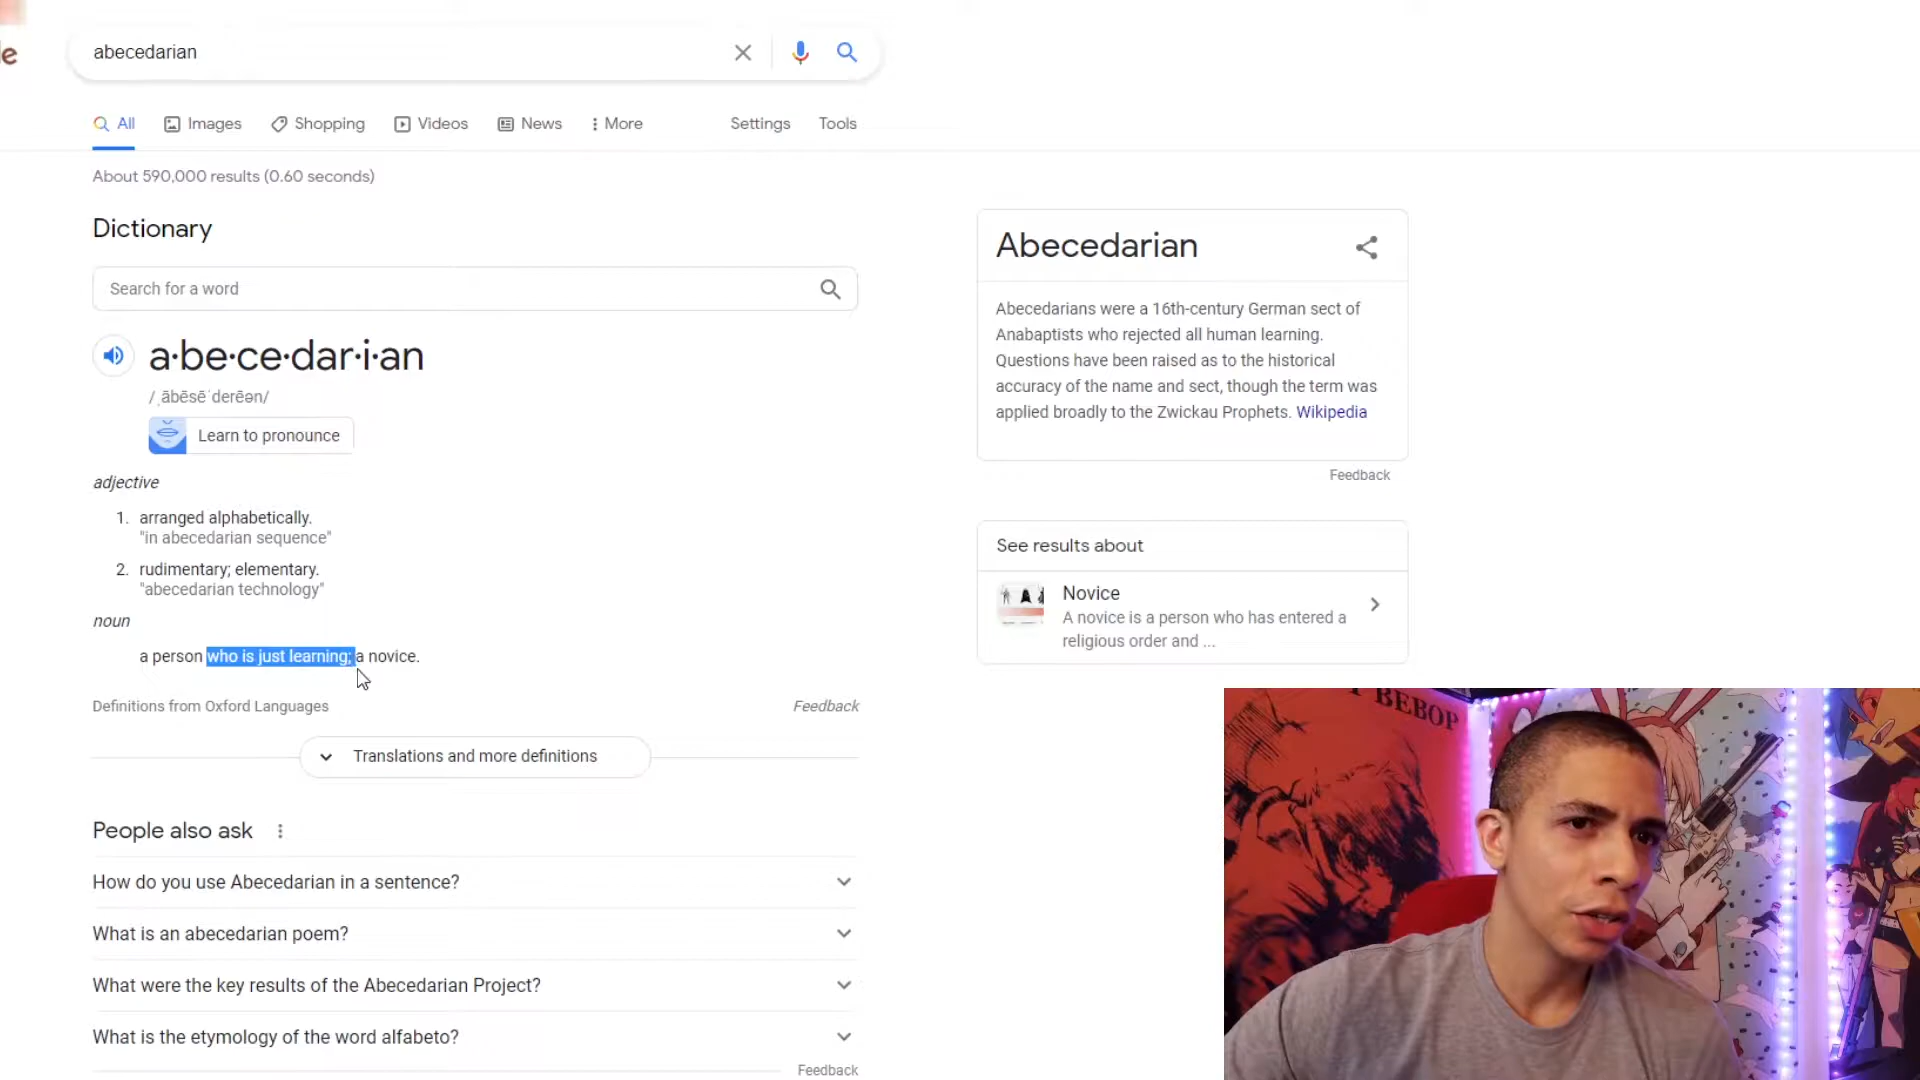 le
abecedarian
All
Images
Shopping
Videos
News
More
Settings
Tools
About 590,000 results (0.60 seconds)
Dictionary
Search for a word
a·be·ce·dar·i·an
/ˌābēsēˈderēən/
Learn to pronounce
adjective
1. arranged alphabetically.
"in abecedarian sequence"
2. rudimentary; elementary.
"abecedarian technology"
noun
a person who is just learning; a novice.
Definitions from Oxford Languages
Feedback
Translations and more definitions
People also ask
How do you use Abecedarian in a sentence?
What is an abecedarian poem?
What were the key results of the Abecedarian Project?
What is the etymology of the word alfabeto?
Feedback
Abecedarian
Abecedarians were a 16th-century German sect of
Anabaptists who rejected all human learning.
Questions have been raised as to the historical
accuracy of the name and sect, though the term was
applied broadly to the Zwickau Prophets. Wikipedia
Feedback
See results about
Novice
A novice is a person who has entered a
religious order and ...
BEBOP